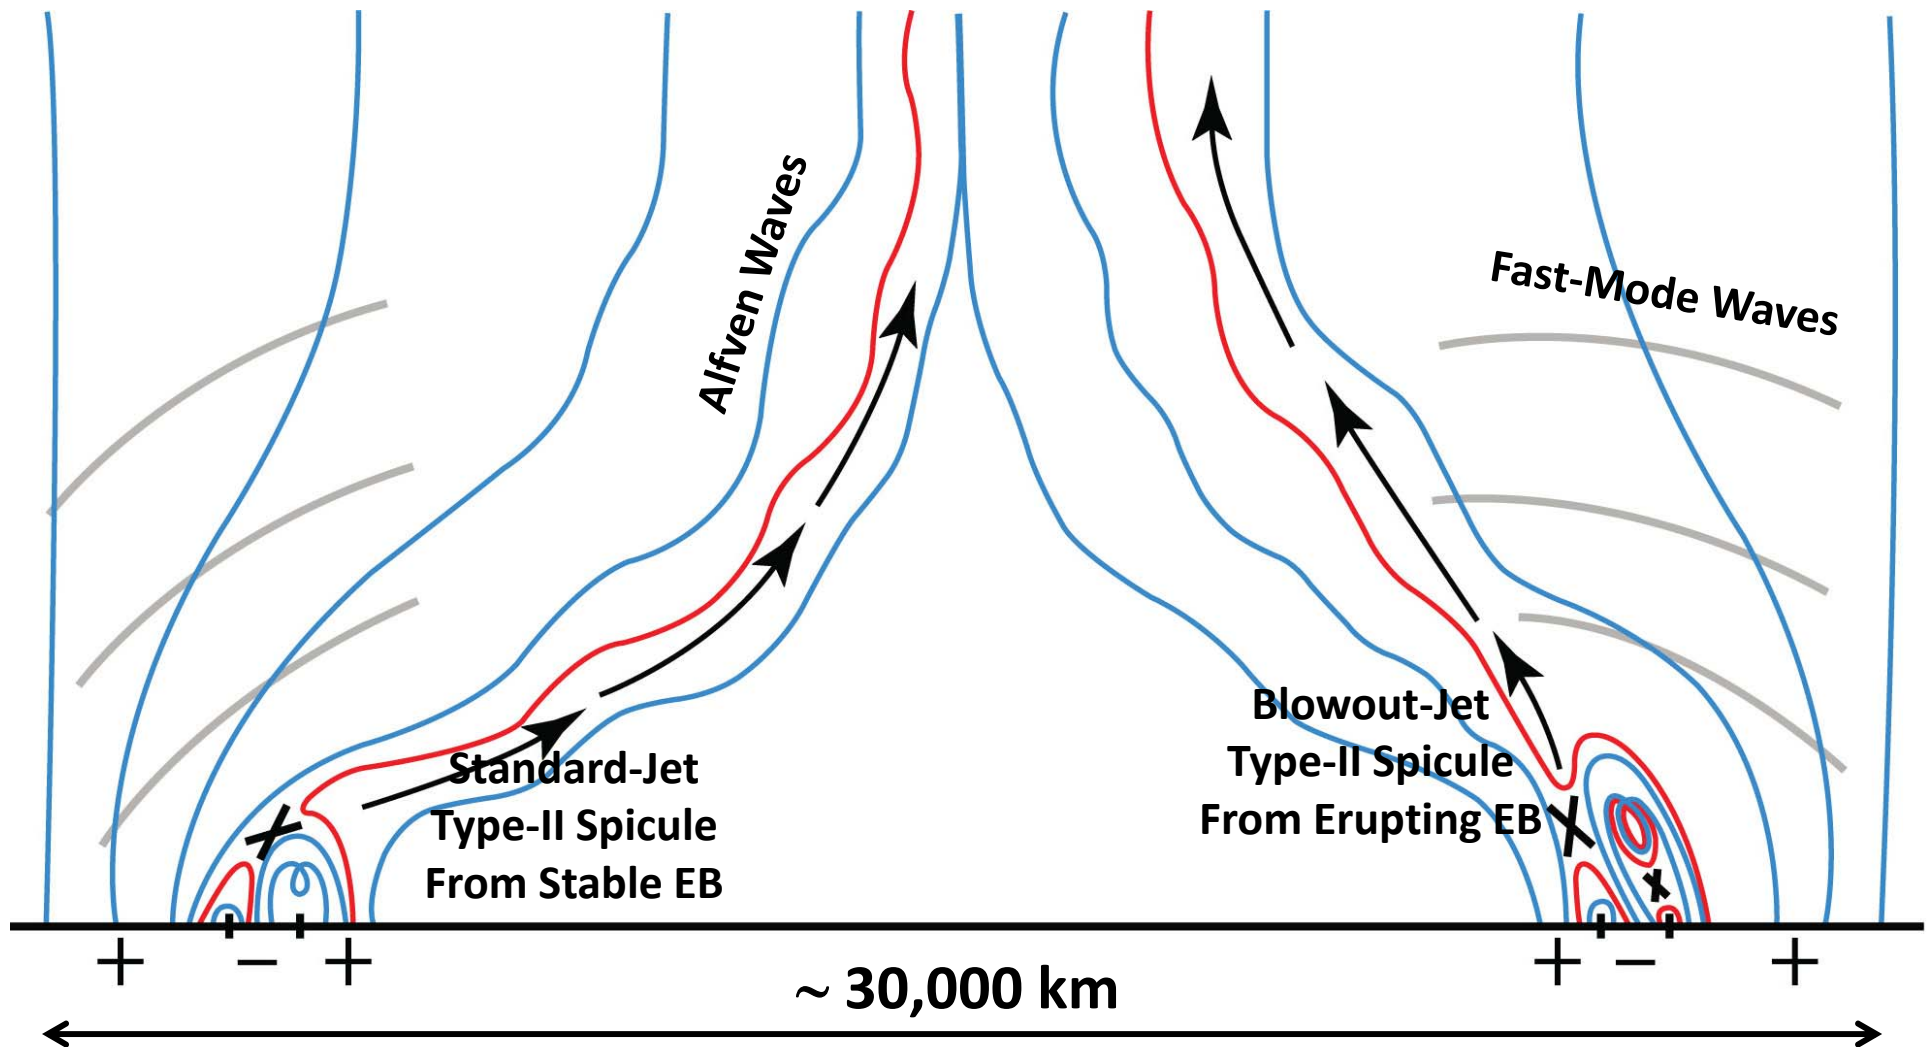 Alfven Waves
Fast-Mode Waves
Standard-Jet
Type-II Spicule
From Stable EB
Blowout-Jet
Type-II Spicule
From Erupting EB
+ − + + − +
~ 30,000 km